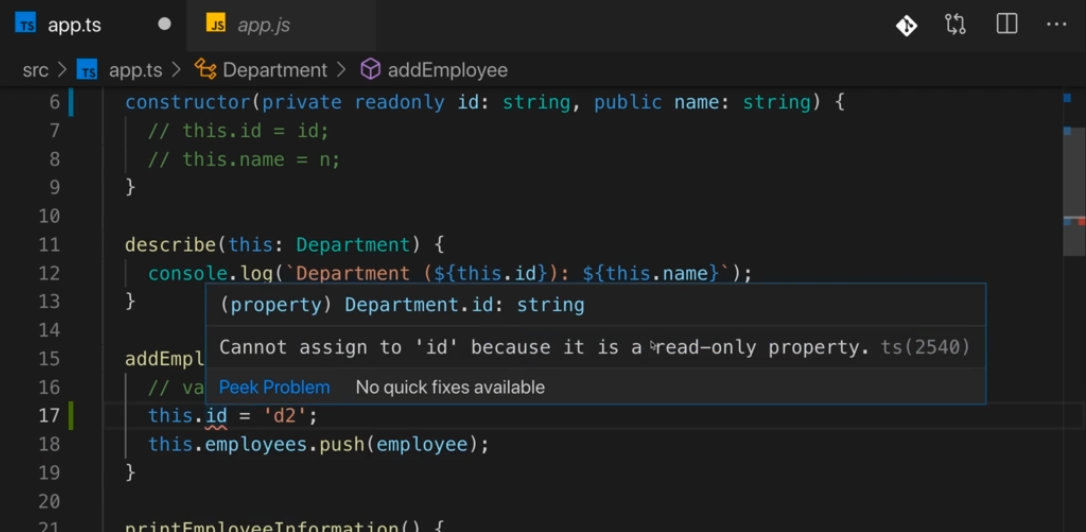 TS app.ts JS app.js
src > TS app.ts > Department > addEmployee
6 constructor(private readonly id: string, public name: string) {
7 // this.id = id;
8 // this.name = n;
9 }
10
11 describe(this: Department) {
12 console.log(`Department (${this.id}): ${this.name}`);
13 }
(property) Department.id: string
14
Cannot assign to 'id' because it is a read-only property. ts(2540)
15 addEmpl
16 // va
Peek Problem No quick fixes available
17 this.id = 'd2';
18 this.employees.push(employee);
19 }
20
21 printEmployeeInformation() {